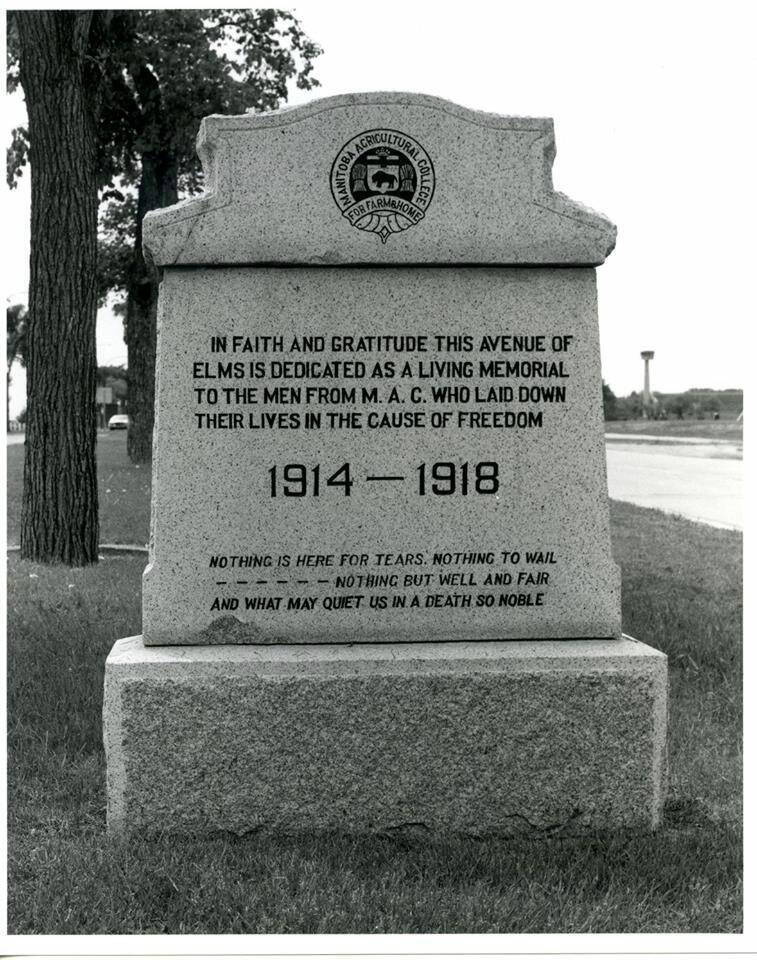 MANITOBA AGRICULTURAL COLLEGE
FOR FARM & HOME
IN FAITH AND GRATITUDE THIS AVENUE OF
ELMS IS DEDICATED AS A LIVING MEMORIAL
TO THE MEN FROM M. A. C. WHO LAID DOWN
THEIR LIVES IN THE CAUSE OF FREEDOM
1914 — 1918
NOTHING IS HERE FOR TEARS. NOTHING TO WAIL
– – – – – – NOTHING BUT WELL AND FAIR
AND WHAT MAY QUIET US IN A DEATH SO NOBLE